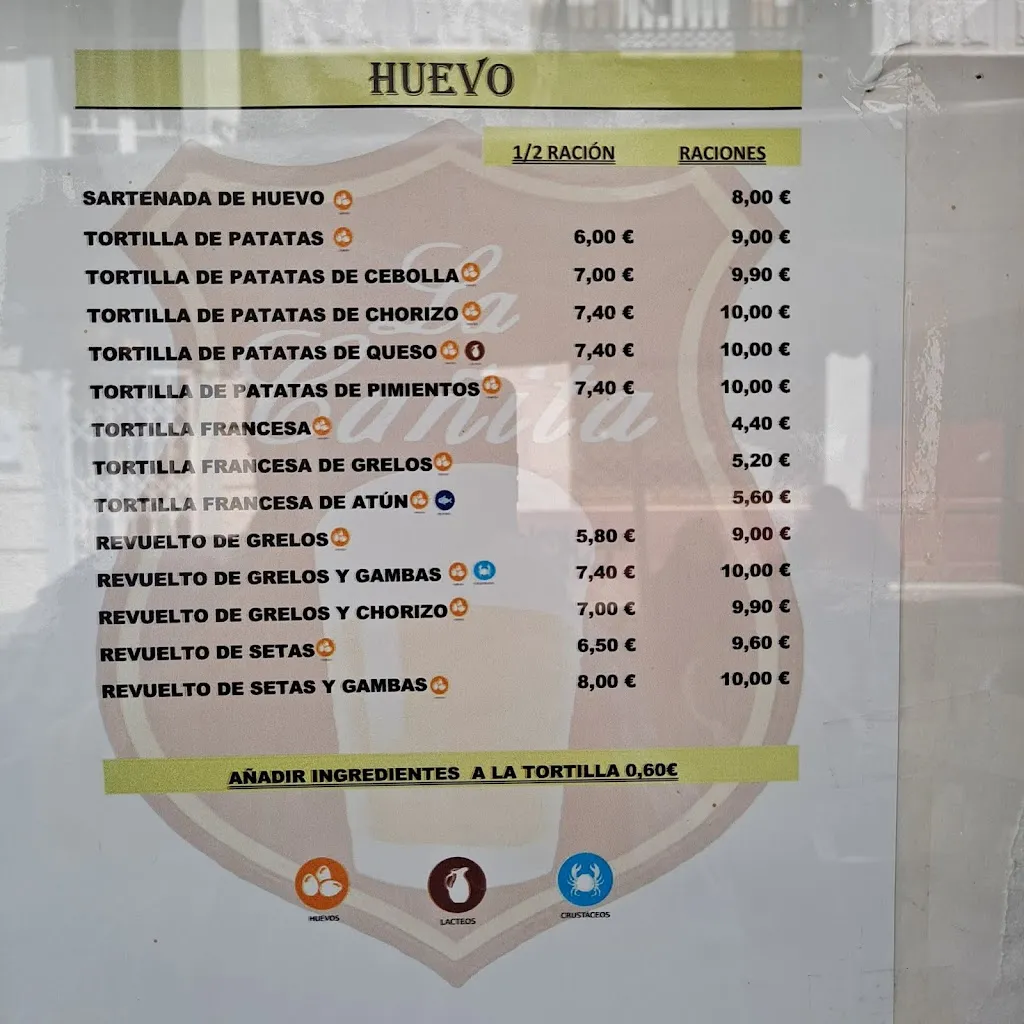 HUEVO
1/2 RACIÓN RACIONES
SARTENADA DE HUEVO 8,00 €
TORTILLA DE PATATAS 6,00 € 9,00 €
TORTILLA DE PATATAS DE CEBOLLA 7,00 € 9,90 €
TORTILLA DE PATATAS DE CHORIZO 7,40 € 10,00 €
TORTILLA DE PATATAS DE QUESO 7,40 € 10,00 €
TORTILLA DE PATATAS DE PIMIENTOS 7,40 € 10,00 €
TORTILLA FRANCESA 4,40 €
TORTILLA FRANCESA DE GRELOS 5,20 €
TORTILLA FRANCESA DE ATÚN 5,60 €
REVUELTO DE GRELOS 5,80 € 9,00 €
REVUELTO DE GRELOS Y GAMBAS 7,40 € 10,00 €
REVUELTO DE GRELOS Y CHORIZO 7,00 € 9,90 €
REVUELTO DE SETAS 6,50 € 9,60 €
REVUELTO DE SETAS Y GAMBAS 8,00 € 10,00 €
La
Canita
AÑADIR INGREDIENTES A LA TORTILLA 0,60€
HUEVOS LACTEOS CRUSTACEOS